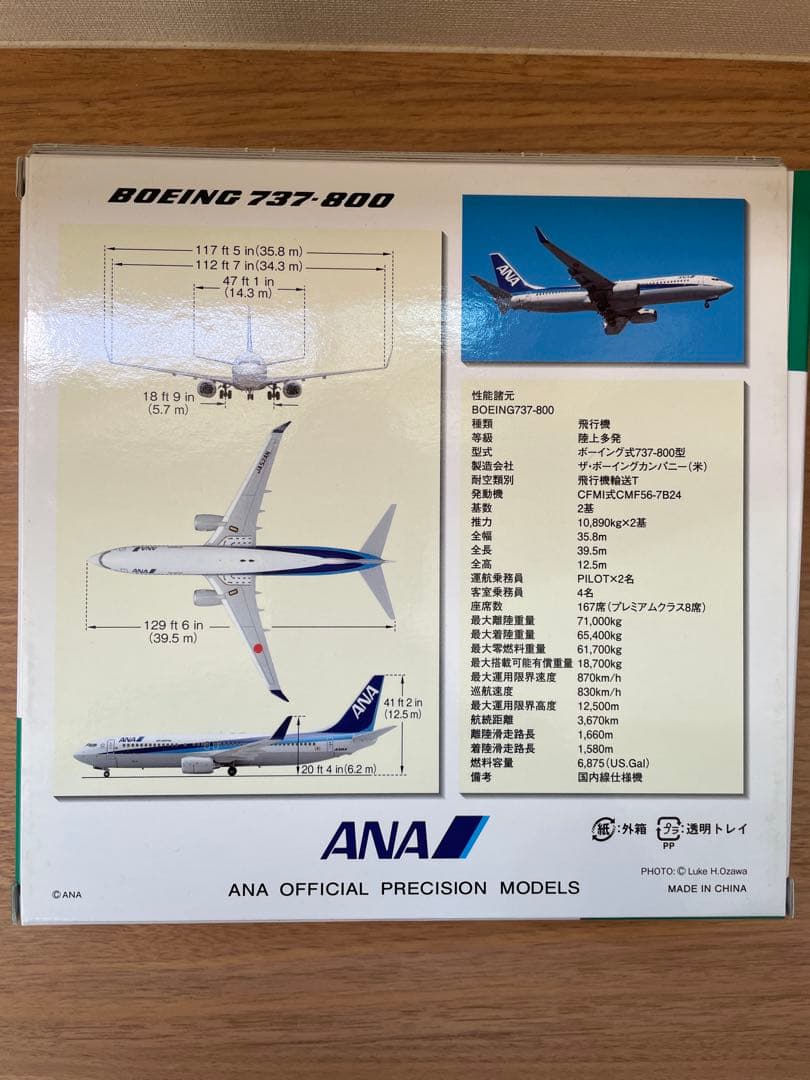 BOEING 737-800
117 ft 5 in(35.8 m)
112 ft 7 in(34.3 m)
47 ft 1 in
(14.3 m)
18 ft 9 in
(5.7 m)
ANA
ANA
129 ft 6 in
(39.5 m)
ANA
ANA
41 ft 2 in
(12.5 m)
20 ft 4 in(6.2 m)
ANA
ANA
性能諸元
BOEING737-800
種類 飛行機
等級 陸上多発
型式 ボーイング式737-800型
製造会社 ザ・ボーイングカンパニー(米)
耐空類別 飛行機輸送T
発動機 CFMI式CMF56-7B24
基数 2基
推力 10,890kg×2基
全幅 35.8m
全長 39.5m
全高 12.5m
運航乗務員 PILOT×2名
客室乗務員 4名
座席数 167席(プレミアムクラス8席)
最大離陸重量 71,000kg
最大着陸重量 65,400kg
最大零燃料重量 61,700kg
最大搭載可能有償重量 18,700kg
最大運用限界速度 870km/h
巡航速度 830km/h
最大運用限界高度 12,500m
航続距離 3,670km
離陸滑走路長 1,660m
着陸滑走路長 1,580m
燃料容量 6,875(US.Gal)
備考 国内線仕様機
ANA
紙:外箱 プラ:透明トレイ
PP
PHOTO:© Luke H.Ozawa
©ANA
ANA OFFICIAL PRECISION MODELS
MADE IN CHINA